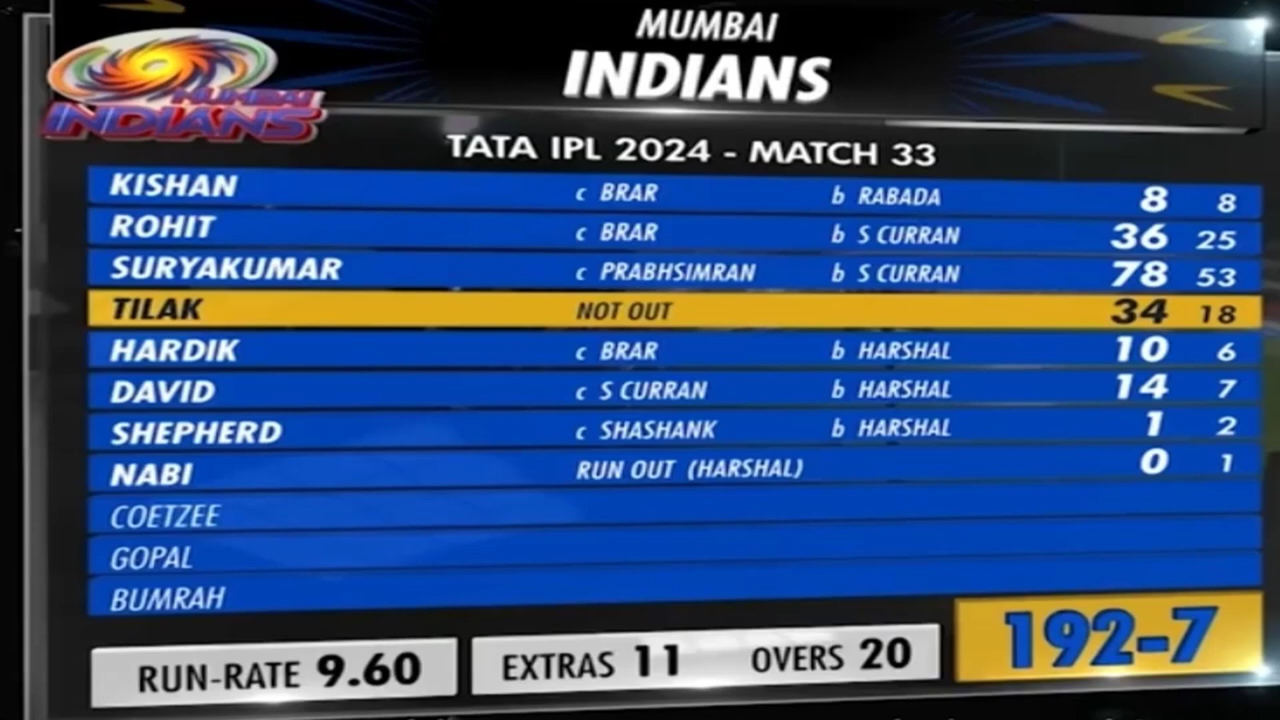 MUMBAI
INDIANS
MUMBAI
INDIANS
TATA IPL 2024 - MATCH 33
KISHAN c BRAR b RABADA 8 8
ROHIT c BRAR b S CURRAN 36 25
SURYAKUMAR c PRABHSIMRAN b S CURRAN 78 53
TILAK NOT OUT 34 18
HARDIK c BRAR b HARSHAL 10 6
DAVID c S CURRAN b HARSHAL 14 7
SHEPHERD c SHASHANK b HARSHAL 1 2
NABI RUN OUT (HARSHAL) 0 1
COETZEE
GOPAL
BUMRAH
RUN-RATE 9.60 EXTRAS 11 OVERS 20 192-7